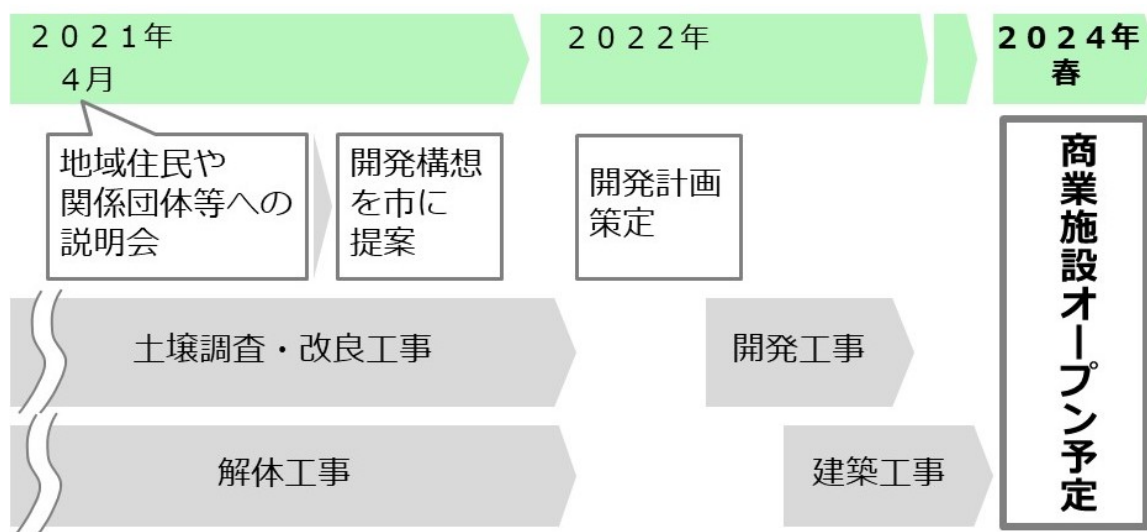 ２０２１年
４月
２０２２年
２０２４年
春
地域住民や
関係団体等への
説明会
開発構想
を市に
提案
開発計画
策定
商業施設オープン予定
土壌調査・改良工事
開発工事
解体工事
建築工事